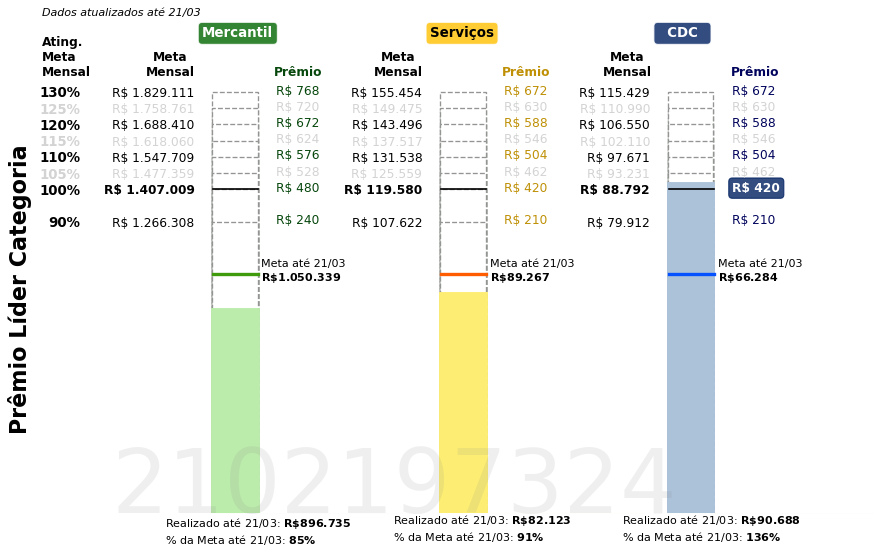 Dados atualizados até 21/03
Mercantil Serviços CDC
Ating. Meta Mensal Meta Mensal Prêmio Meta Mensal Prêmio Meta Mensal Prêmio
130% R$ 1.829.111 R$ 768 R$ 155.454 R$ 672 R$ 115.429 R$ 672
125% R$ 1.758.761 R$ 720 R$ 149.475 R$ 630 R$ 110.990 R$ 630
120% R$ 1.688.410 R$ 672 R$ 143.496 R$ 588 R$ 106.550 R$ 588
115% R$ 1.618.060 R$ 624 R$ 137.517 R$ 546 R$ 102.110 R$ 546
110% R$ 1.547.709 R$ 576 R$ 131.538 R$ 504 R$ 97.671 R$ 504
105% R$ 1.477.359 R$ 528 R$ 125.559 R$ 462 R$ 93.231 R$ 462
100% R$ 1.407.009 R$ 480 R$ 119.580 R$ 420 R$ 88.792 R$ 420
90% R$ 1.266.308 R$ 240 R$ 107.622 R$ 210 R$ 79.912 R$ 210
Meta até 21/03 Meta até 21/03 Meta até 21/03
R$1.050.339 R$89.267 R$66.284
Prêmio Líder Categoria
2102197324
Realizado até 21/03: R$896.735 Realizado até 21/03: R$82.123 Realizado até 21/03: R$90.688
% da Meta até 21/03: 85% % da Meta até 21/03: 91% % da Meta até 21/03: 136%